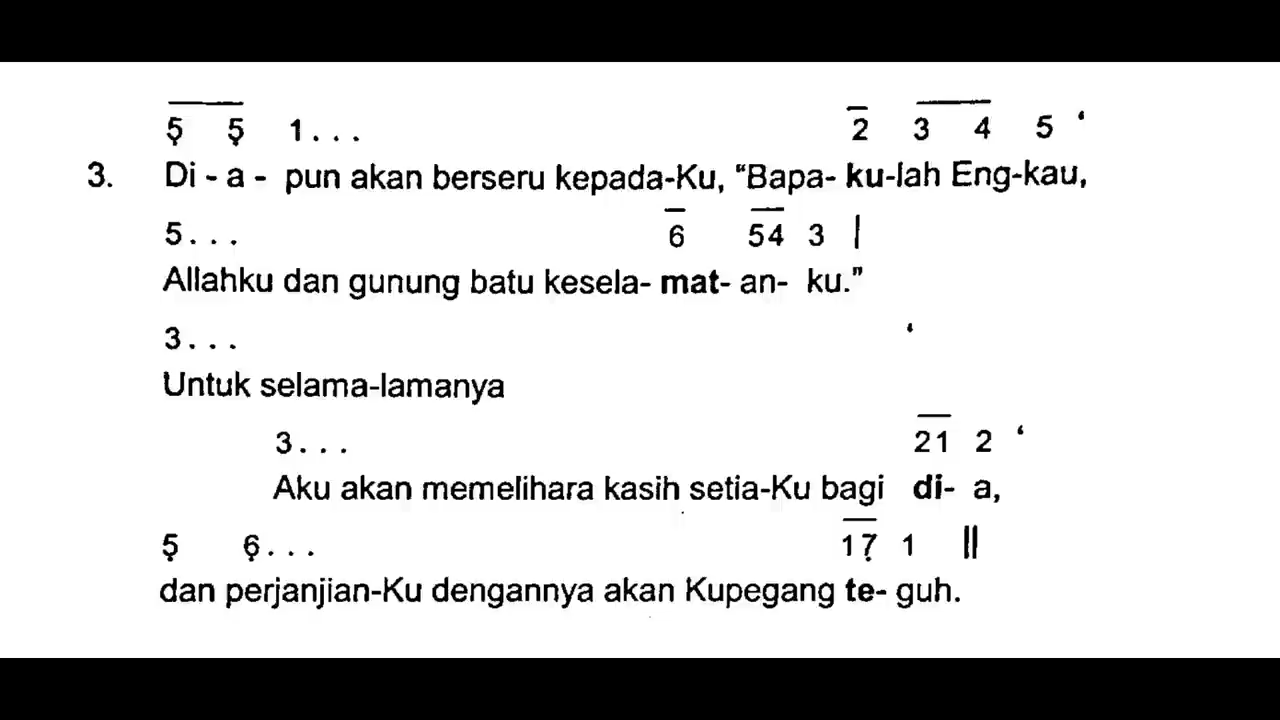 5̣ 5̣ 1 . . . 2 3 4 5 ‘
3. Di - a - pun akan berseru kepada-Ku, “Bapa- ku-lah Eng-kau,
5 . . . 6 54 3 |
Allahku dan gunung batu kesela- mat- an- ku.”
3 . . . ‘
Untuk selama-lamanya
3 . . . 21 2 ‘
Aku akan memelihara kasih setia-Ku bagi di- a,
5̣ 6̣ . . . 17̣ 1 ||
dan perjanjian-Ku dengannya akan Kupegang te- guh.